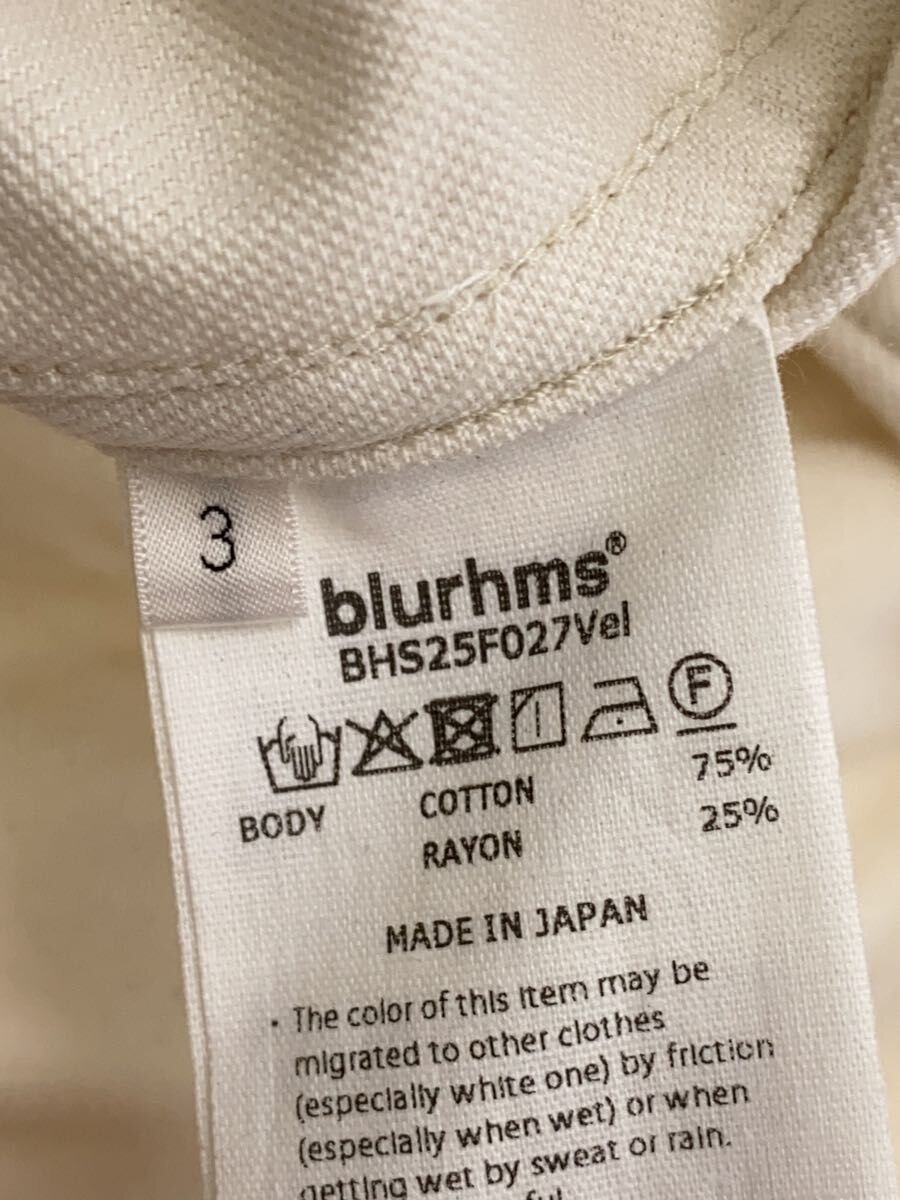 3
blurhms®
BHS25F027Vel
F
BODY COTTON 75%
RAYON 25%
MADE IN JAPAN
· The color of this item may be
migrated to other clothes
(especially white one) by friction
(especially when wet) or when
getting wet by sweat or rain.